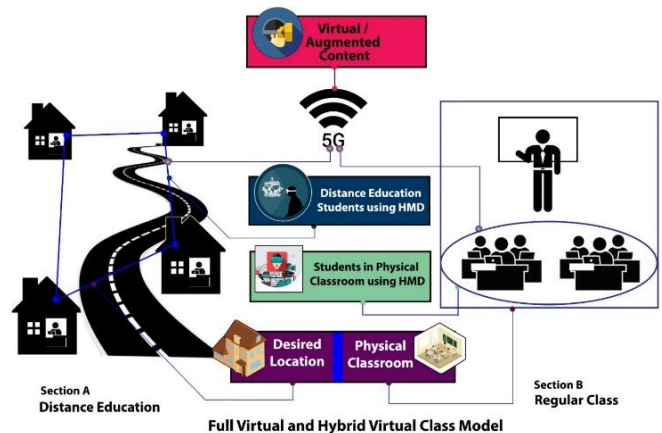 Virtual /
Augmented
Content
5G
Distance Education
Students using HMD
Students in Physical
Classroom using HMD
Desired
Location
Physical
Classroom
Section A
Distance Education
Section B
Regular Class
Full Virtual and Hybrid Virtual Class Model